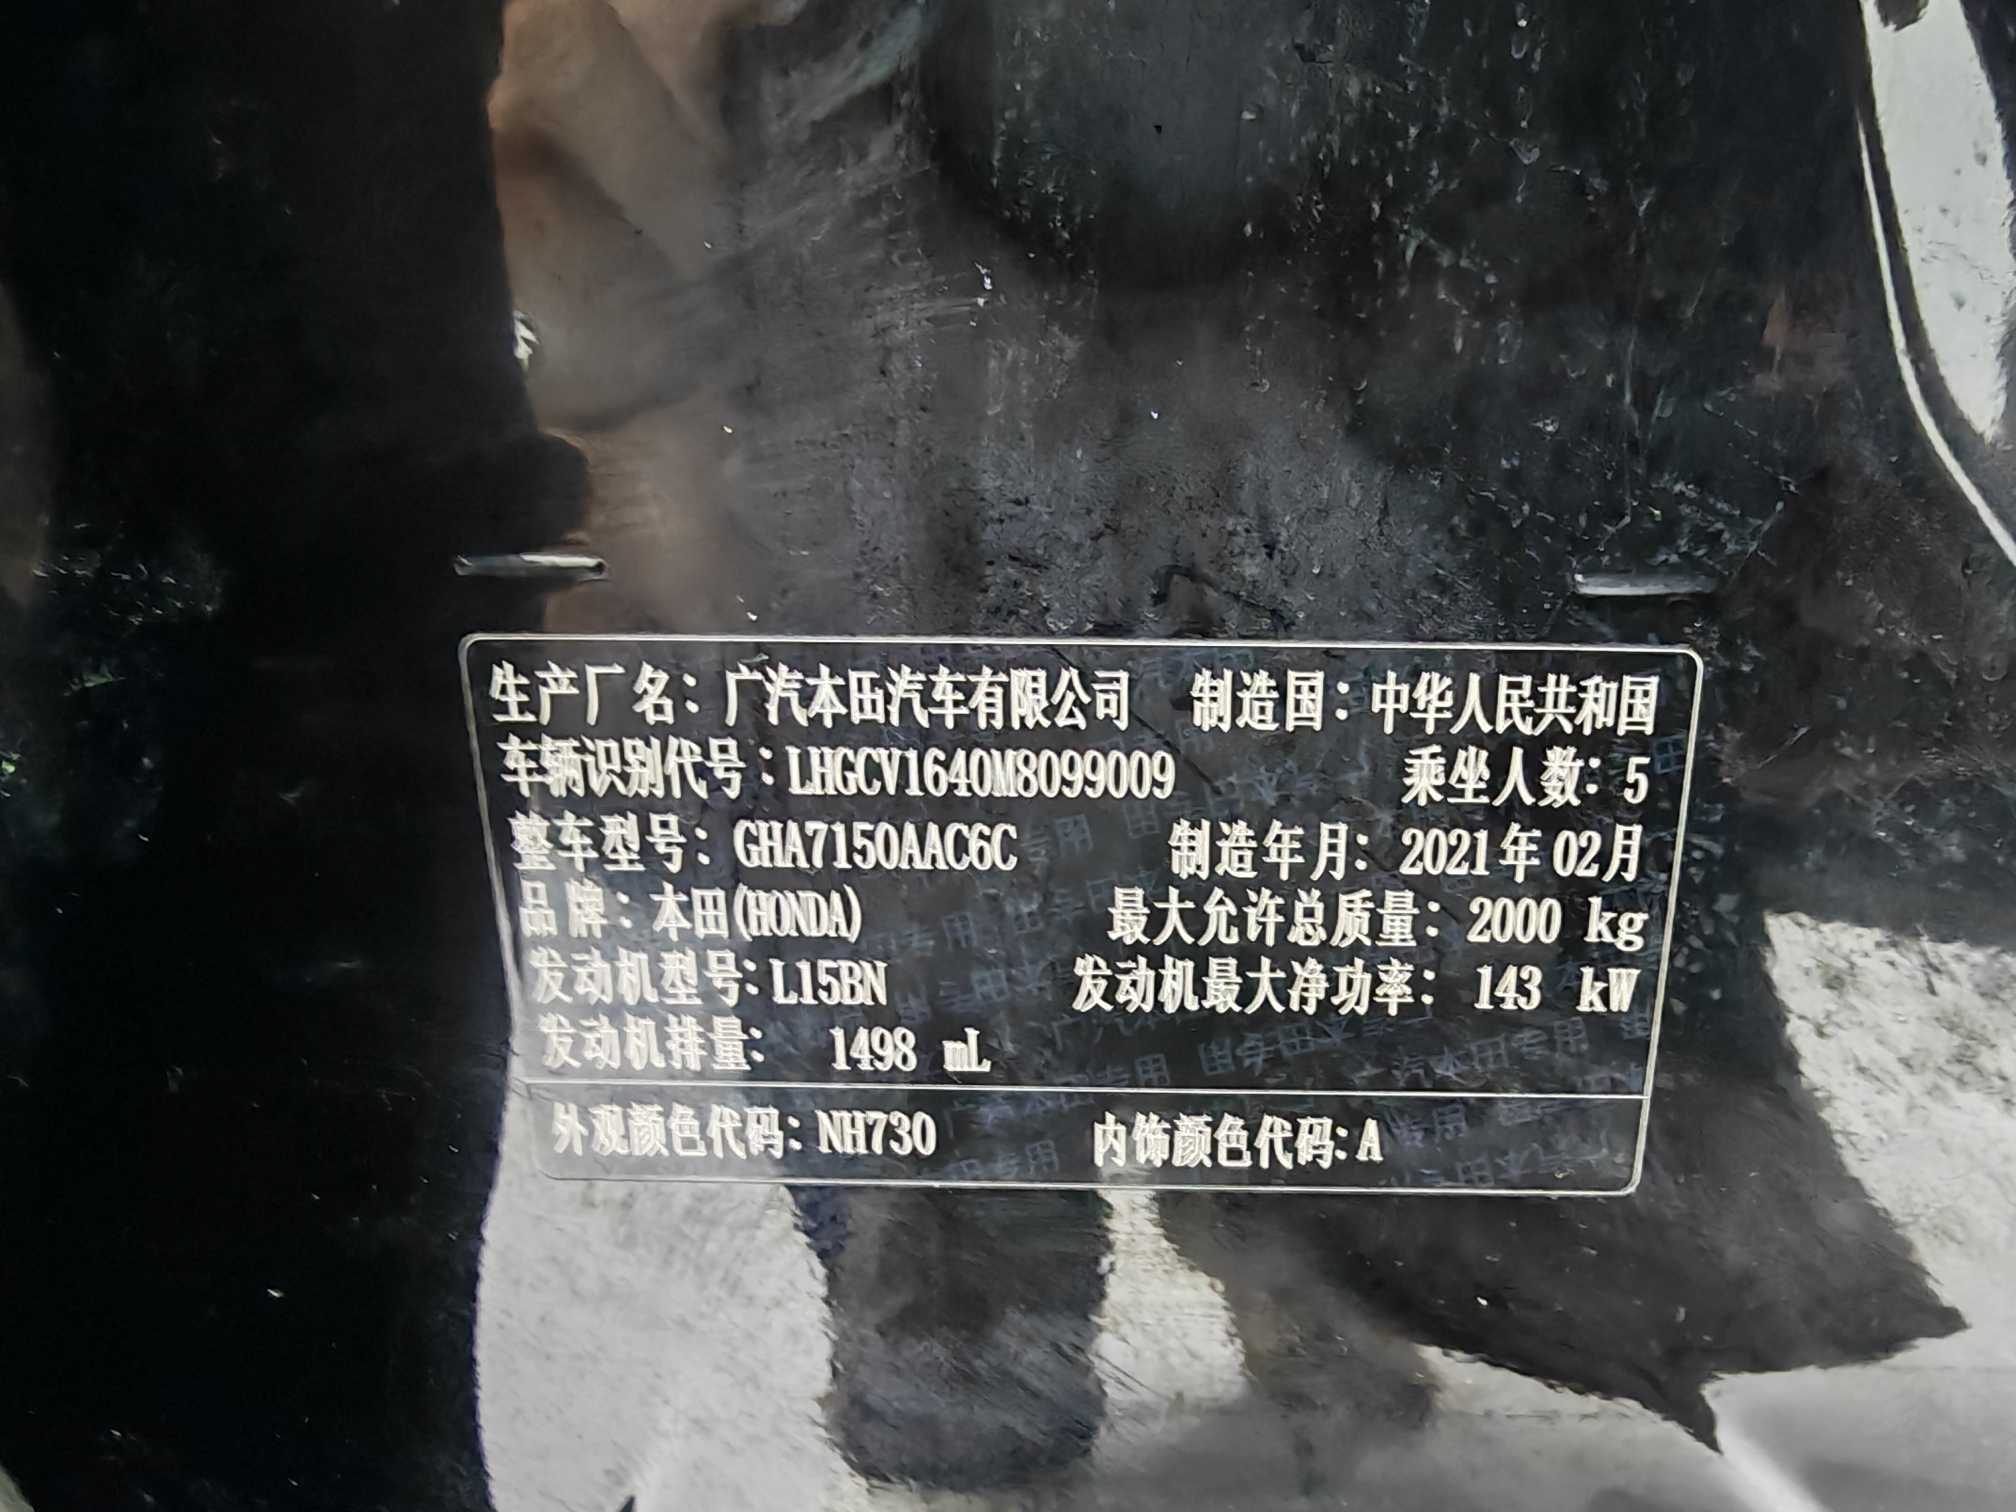 生产厂名：广汽本田汽车有限公司 制造国：中华人民共和国
车辆识别代号：LHGCV1640M8099009 乘坐人数：5
整车型号：GHA7150AAC6C 制造年月：2021年02月
品牌：本田(HONDA) 最大允许总质量：2000 kg
发动机型号：L15BN 发动机最大净功率：143 kW
发动机排量：1498 mL
外观颜色代码：NH730 内饰颜色代码：A